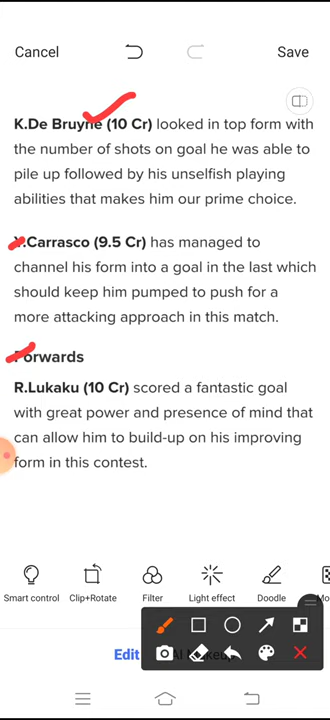 Cancel Save
K.De Bruyne (10 Cr) looked in top form with
the number of shots on goal he was able to
pile up followed by his unselfish playing
abilities that makes him our prime choice.
Y.Carrasco (9.5 Cr) has managed to
channel his form into a goal in the last which
should keep him pumped to push for a
more attacking approach in this match.
Forwards
R.Lukaku (10 Cr) scored a fantastic goal
with great power and presence of mind that
can allow him to build-up on his improving
form in this contest.
Smart control Clip+Rotate Filter Light effect Doodle
Edit